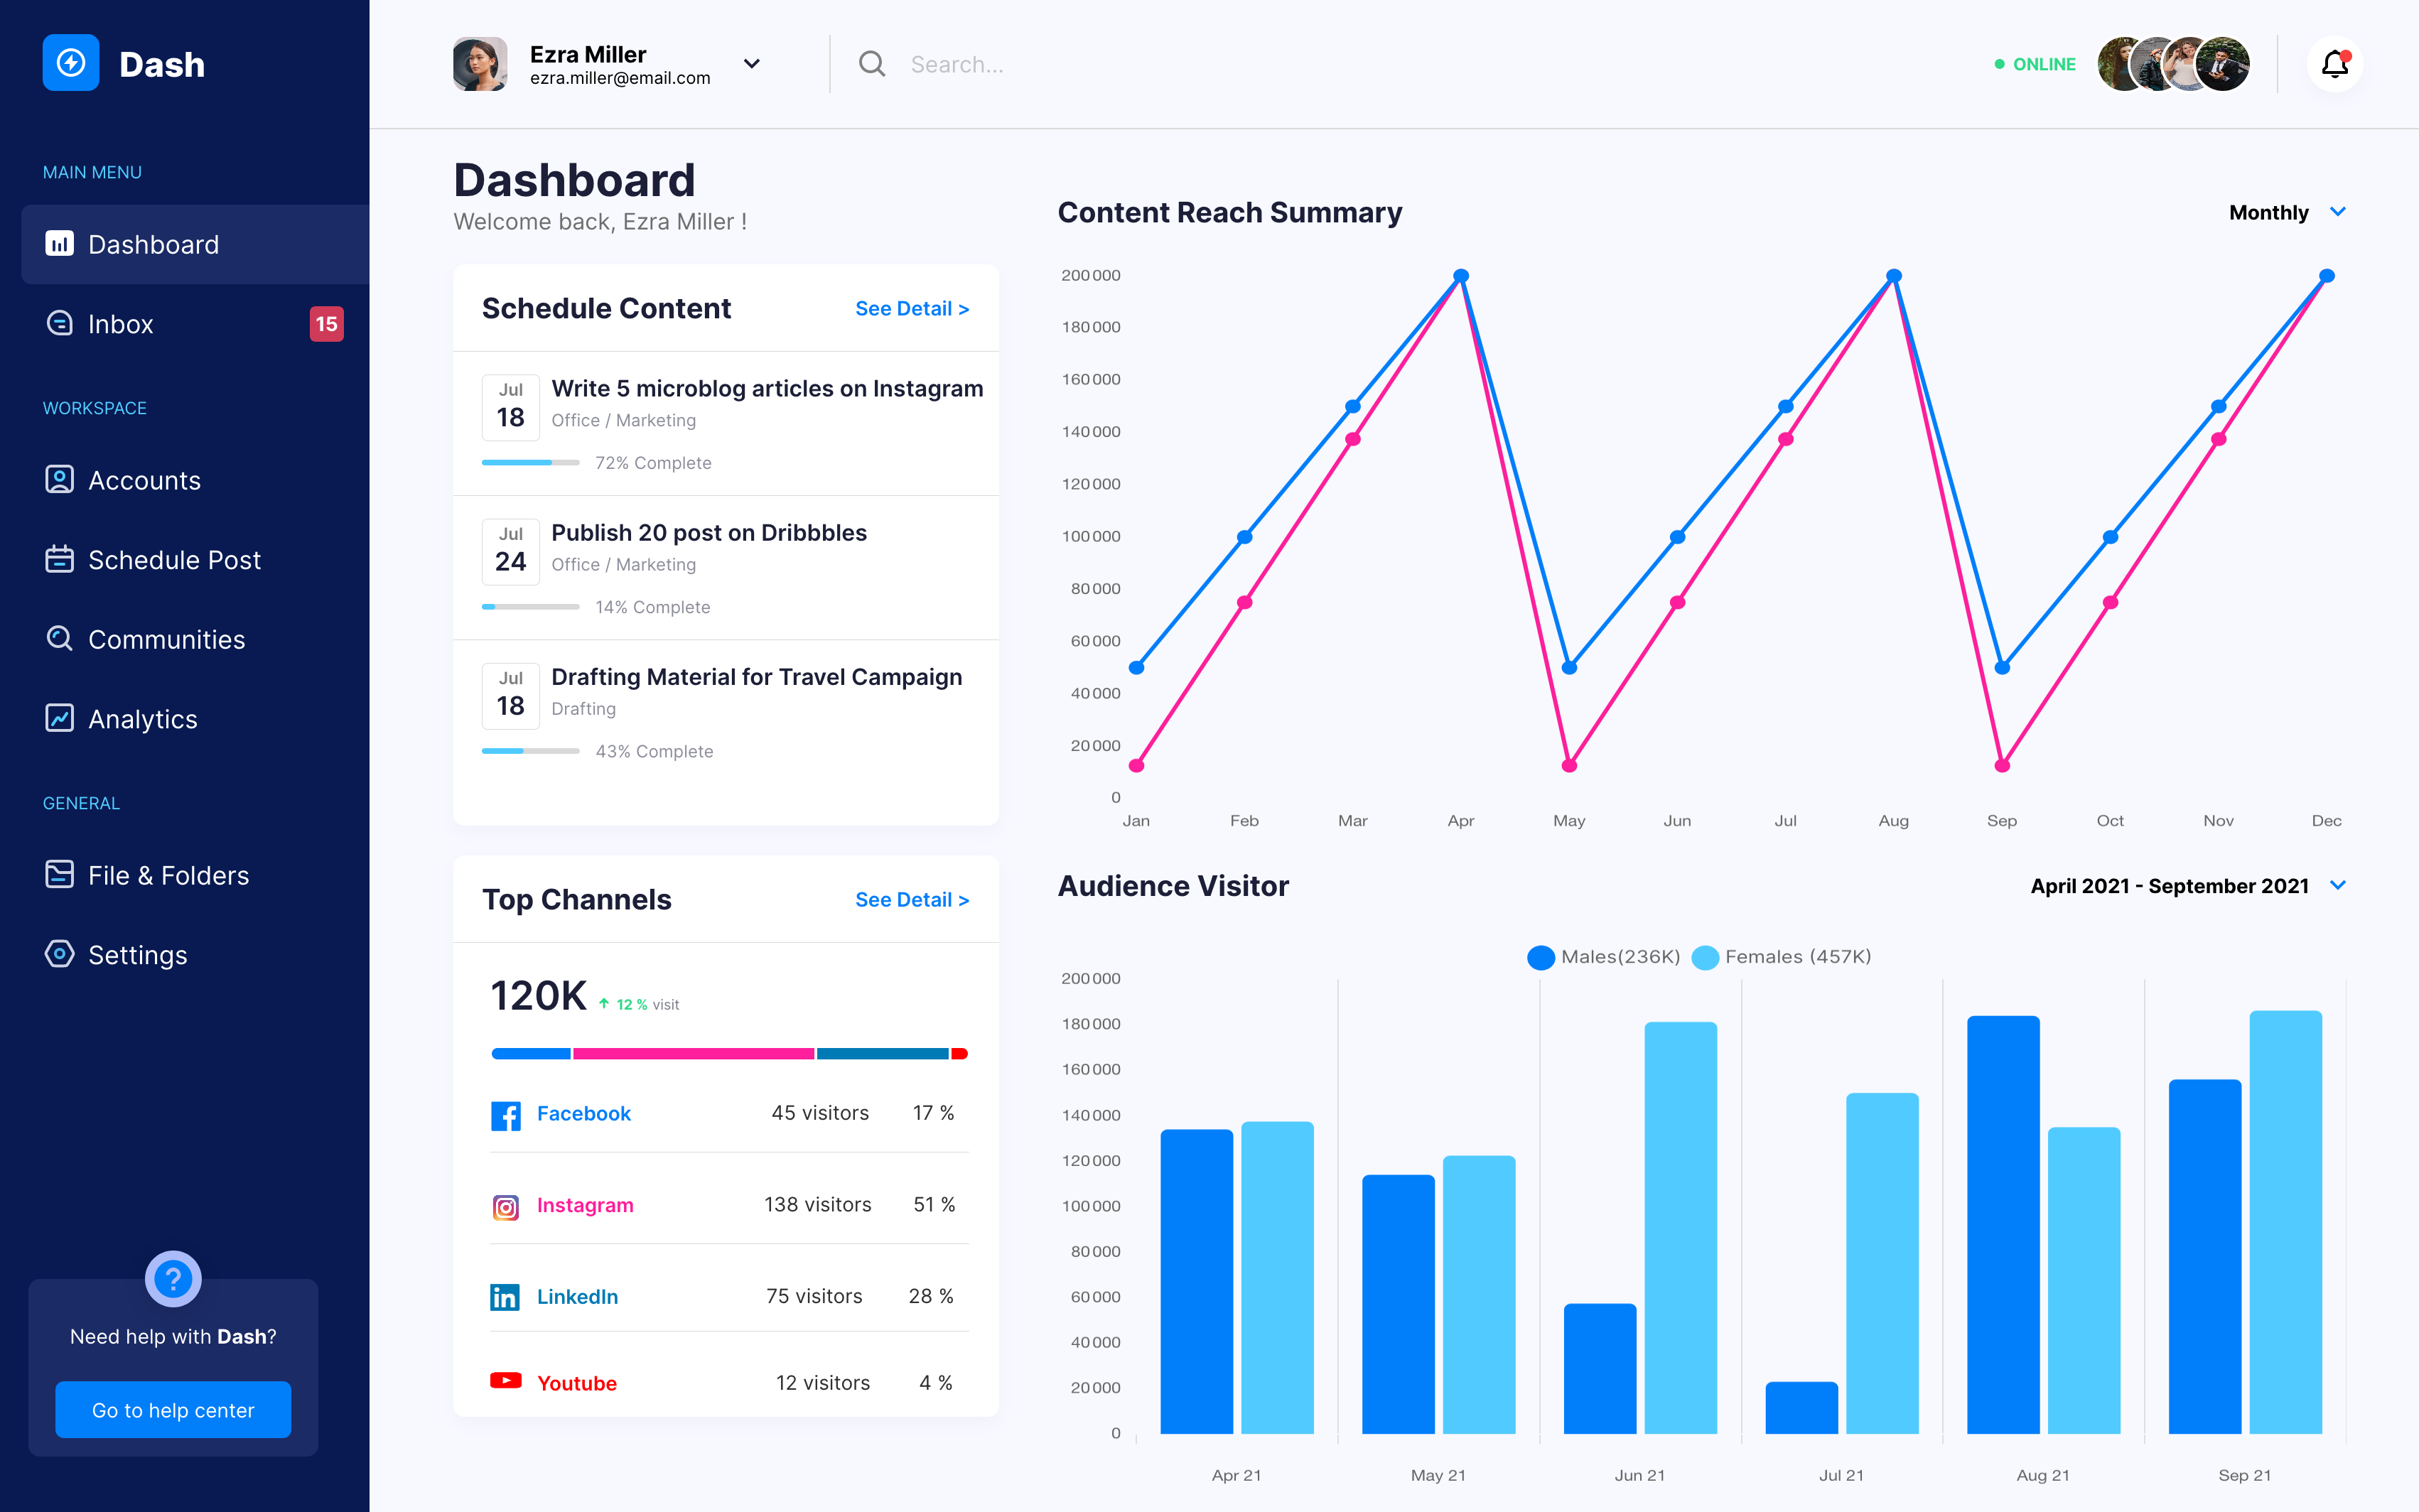 Dash
MAIN MENU
Dashboard
Inbox
15
WORKSPACE
Accounts
Schedule Post
Communities
Analytics
GENERAL
File & Folders
Settings
?
Need help with Dash?
Go to help center
Ezra Miller
ezra.miller@email.com
Search...
ONLINE
Dashboard
Welcome back, Ezra Miller !
Schedule Content
See Detail >
Jul
18
Write 5 microblog articles on Instagram
Office / Marketing
72% Complete
Jul
24
Publish 20 post on Dribbbles
Office / Marketing
14% Complete
Jul
18
Drafting Material for Travel Campaign
Drafting
43% Complete
Top Channels
See Detail >
120K
12 % visit
Facebook 45 visitors 17 %
Instagram 138 visitors 51 %
in LinkedIn 75 visitors 28 %
Youtube 12 visitors 4 %
Content Reach Summary
Monthly
200 000
180 000
160 000
140 000
120 000
100 000
80 000
60 000
40 000
20 000
0
Jan Feb Mar Apr May Jun Jul Aug Sep Oct Nov Dec
Audience Visitor
April 2021 - September 2021
Males(236K) Females (457K)
200 000
180 000
160 000
140 000
120 000
100 000
80 000
60 000
40 000
20 000
0
Apr 21 May 21 Jun 21 Jul 21 Aug 21 Sep 21